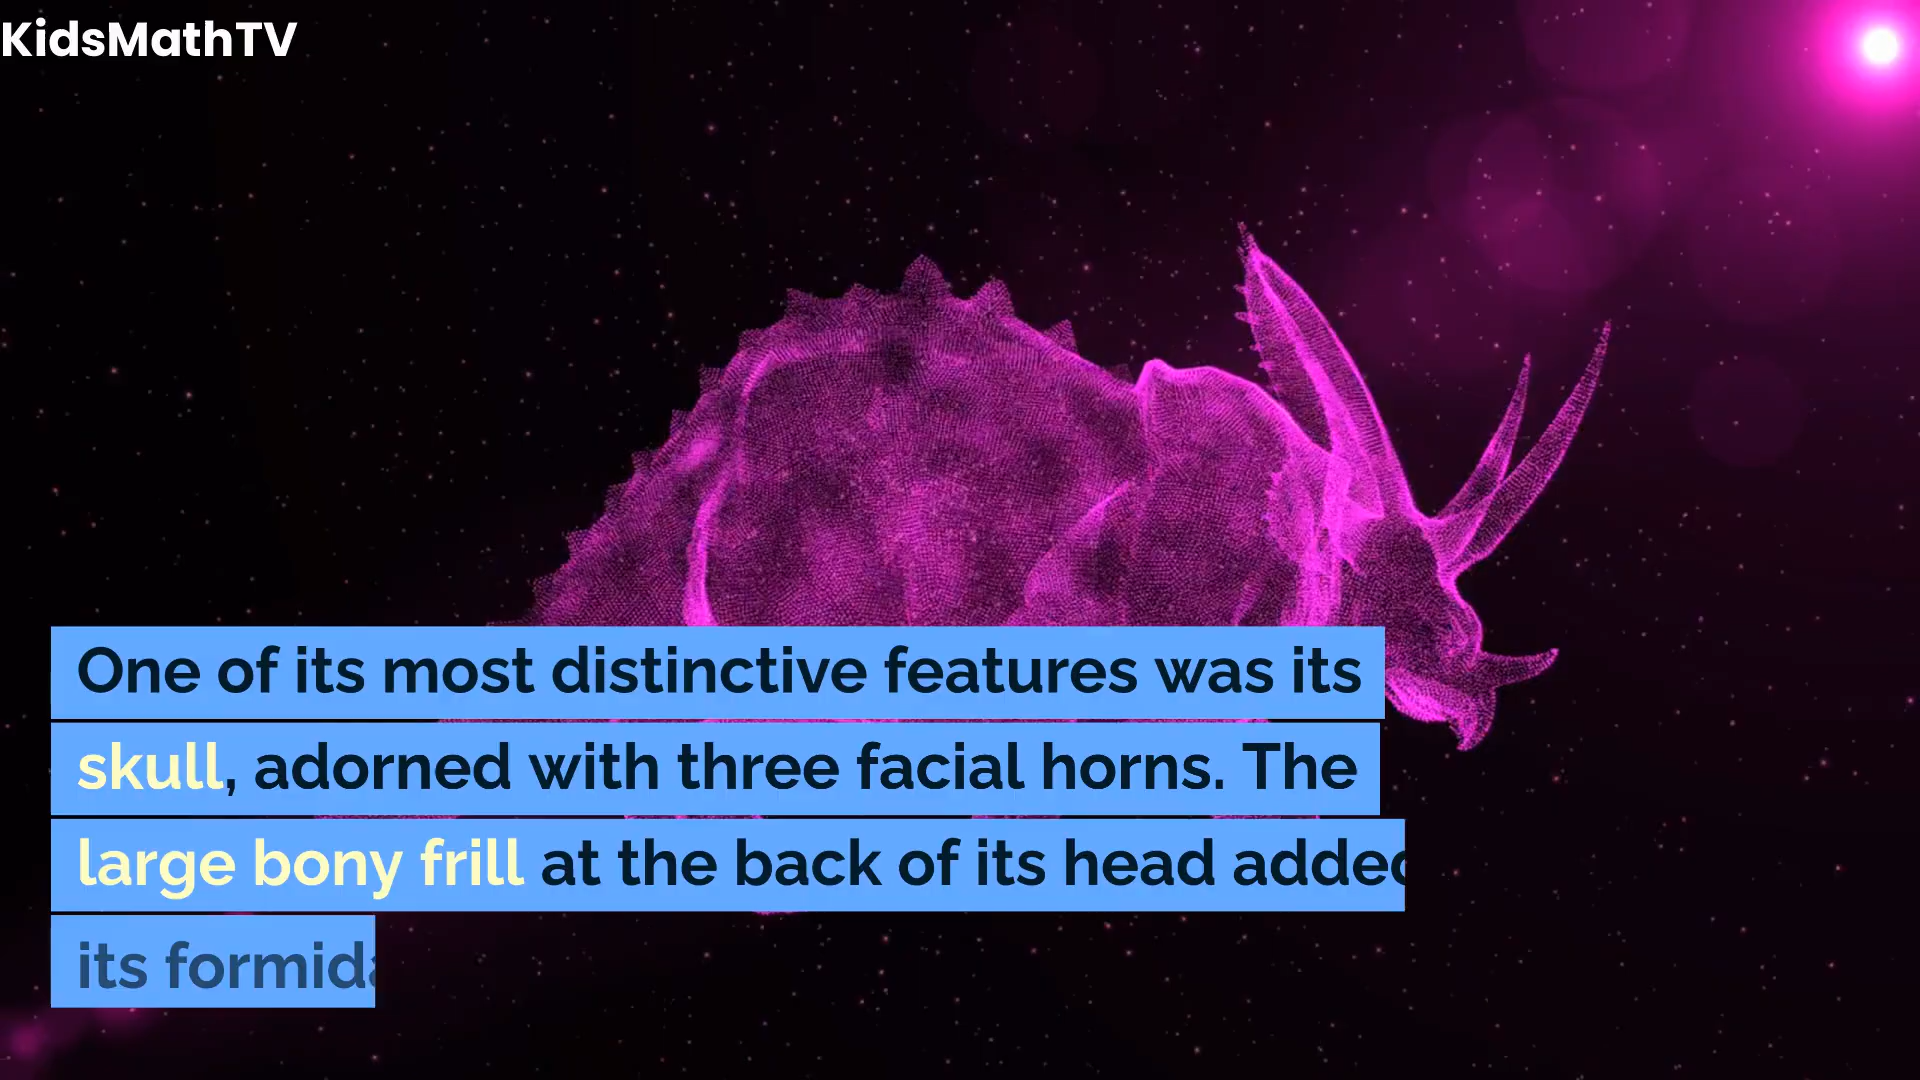 KidsMathTV
One of its most distinctive features was its
skull, adorned with three facial horns. The
large bony frill at the back of its head added
its